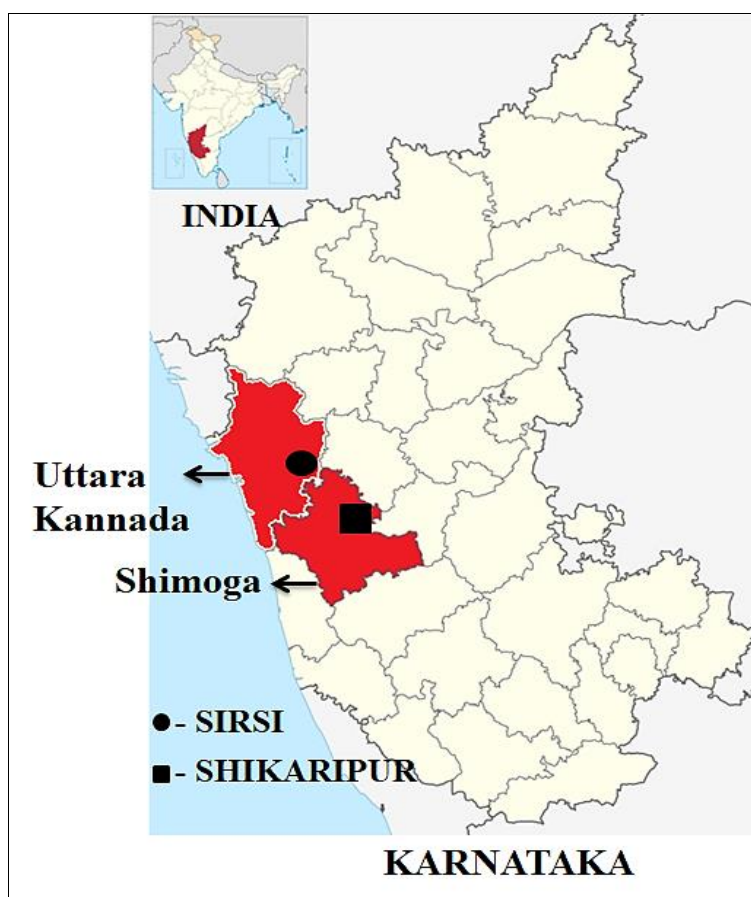 INDIA
Uttara
Kannada
Shimoga
- SIRSI
- SHIKARIPUR
KARNATAKA